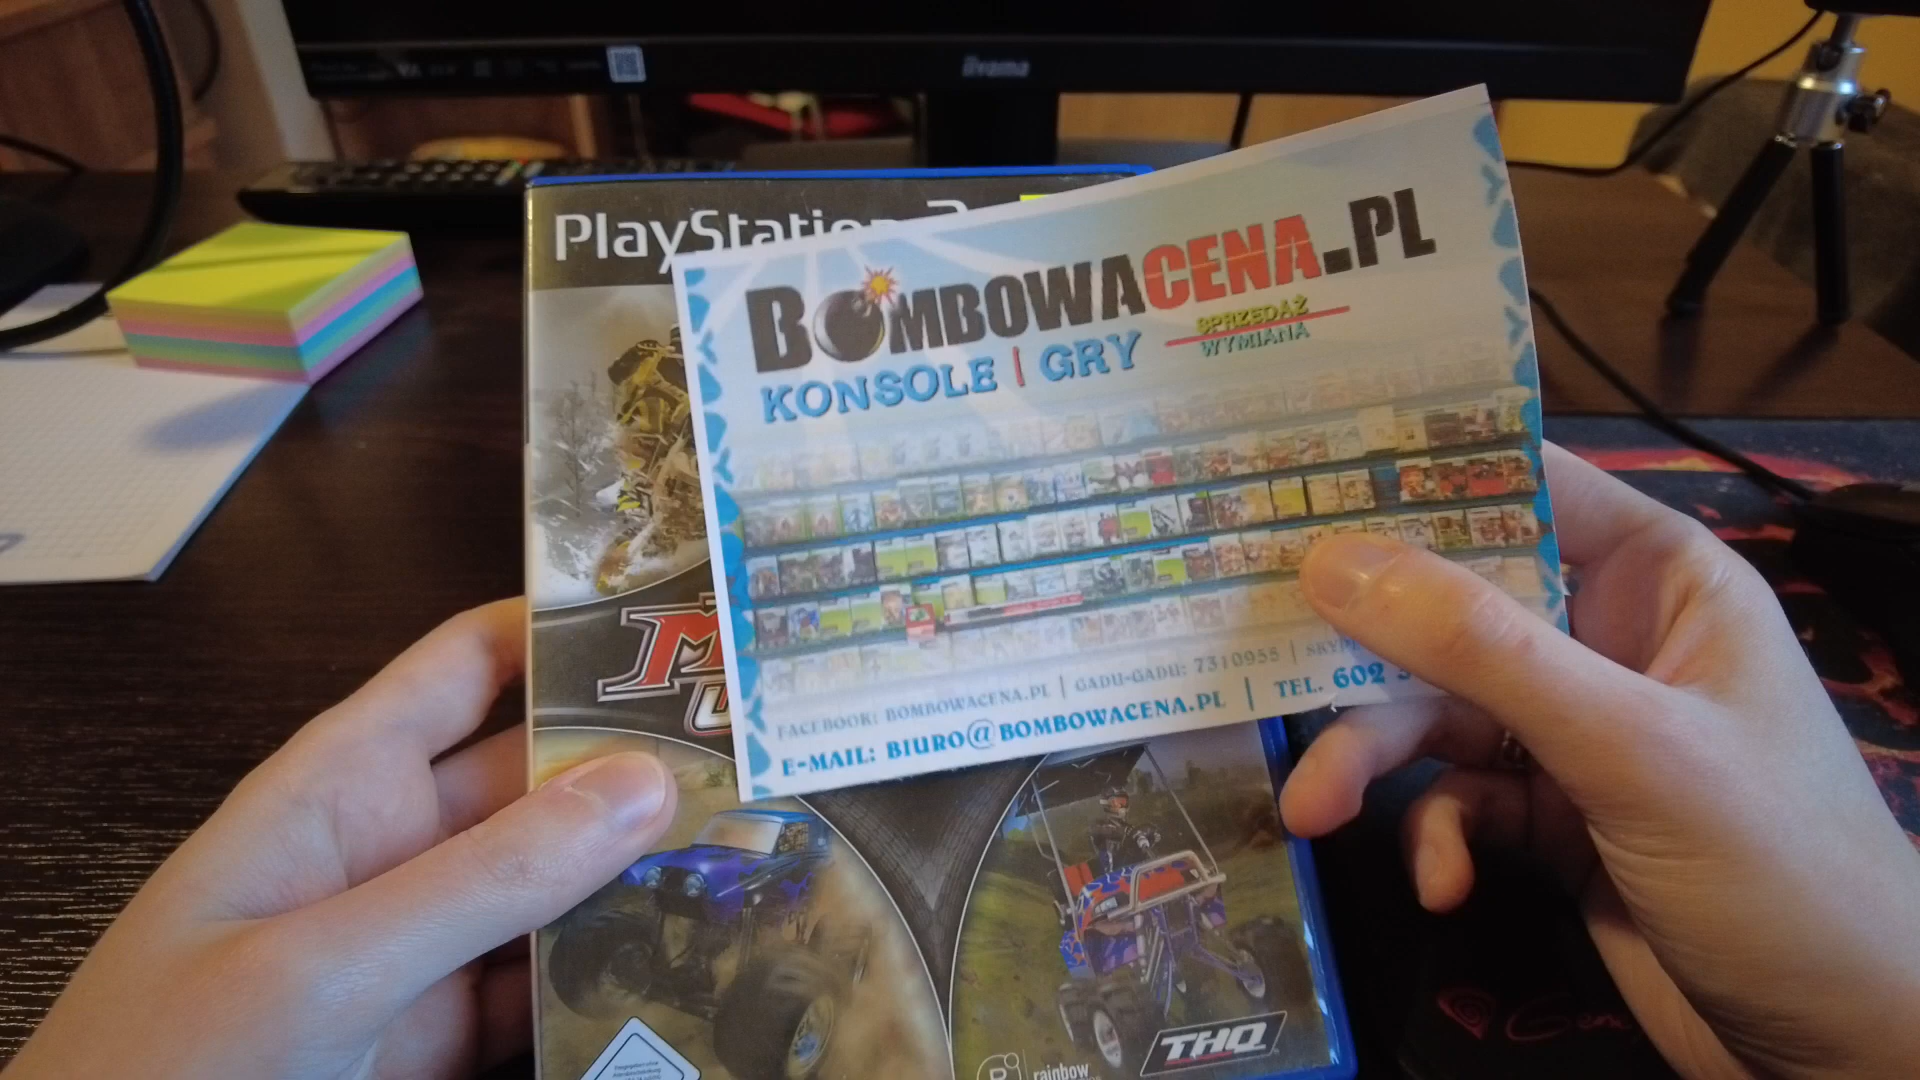 iiyama
PlayStation 2
BOMBOWACENA.PL
SPRZEDAŻ
WYMIANA
KONSOLE | GRY
FACEBOOK: BOMBOWACENA.PL | GADU-GADU: 7310955 | SKYPE
E-MAIL: BIURO@BOMBOWACENA.PL | TEL. 602
M
U
THQ
rainbow